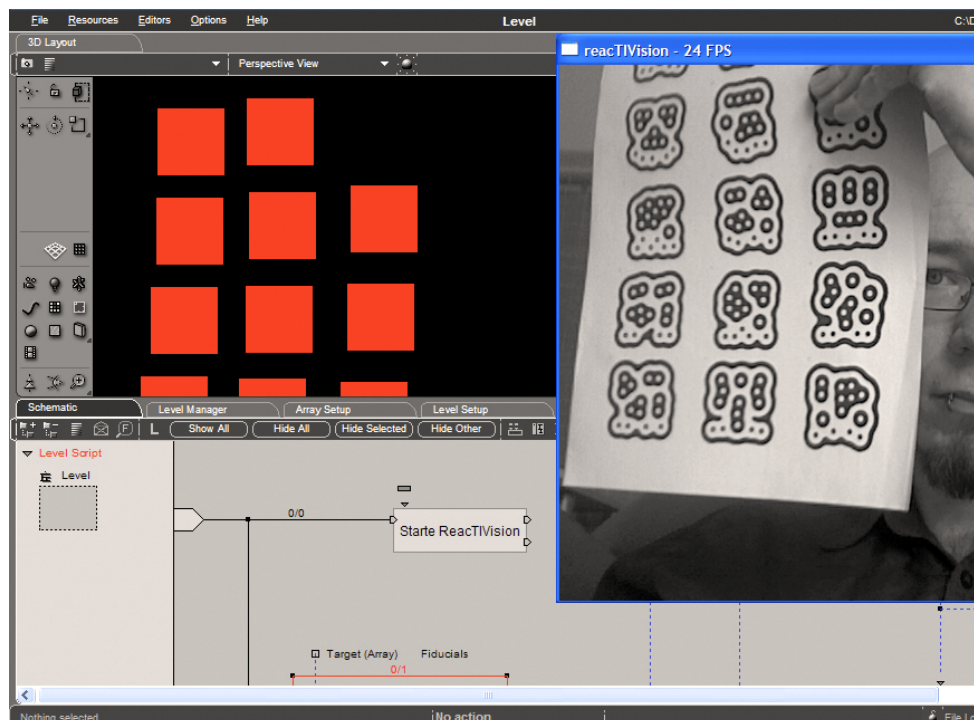 File Resources Editors Options Help Level C:\D
3D Layout
Perspective View
reacTIVision - 24 FPS
Schematic Level Manager Array Setup Level Setup
L Show All Hide All Hide Selected Hide Other
Level Script
Level
0/0
Starte ReacTIVision
Target (Array) Fiducials
0/1
Nothing selected No action File Lo